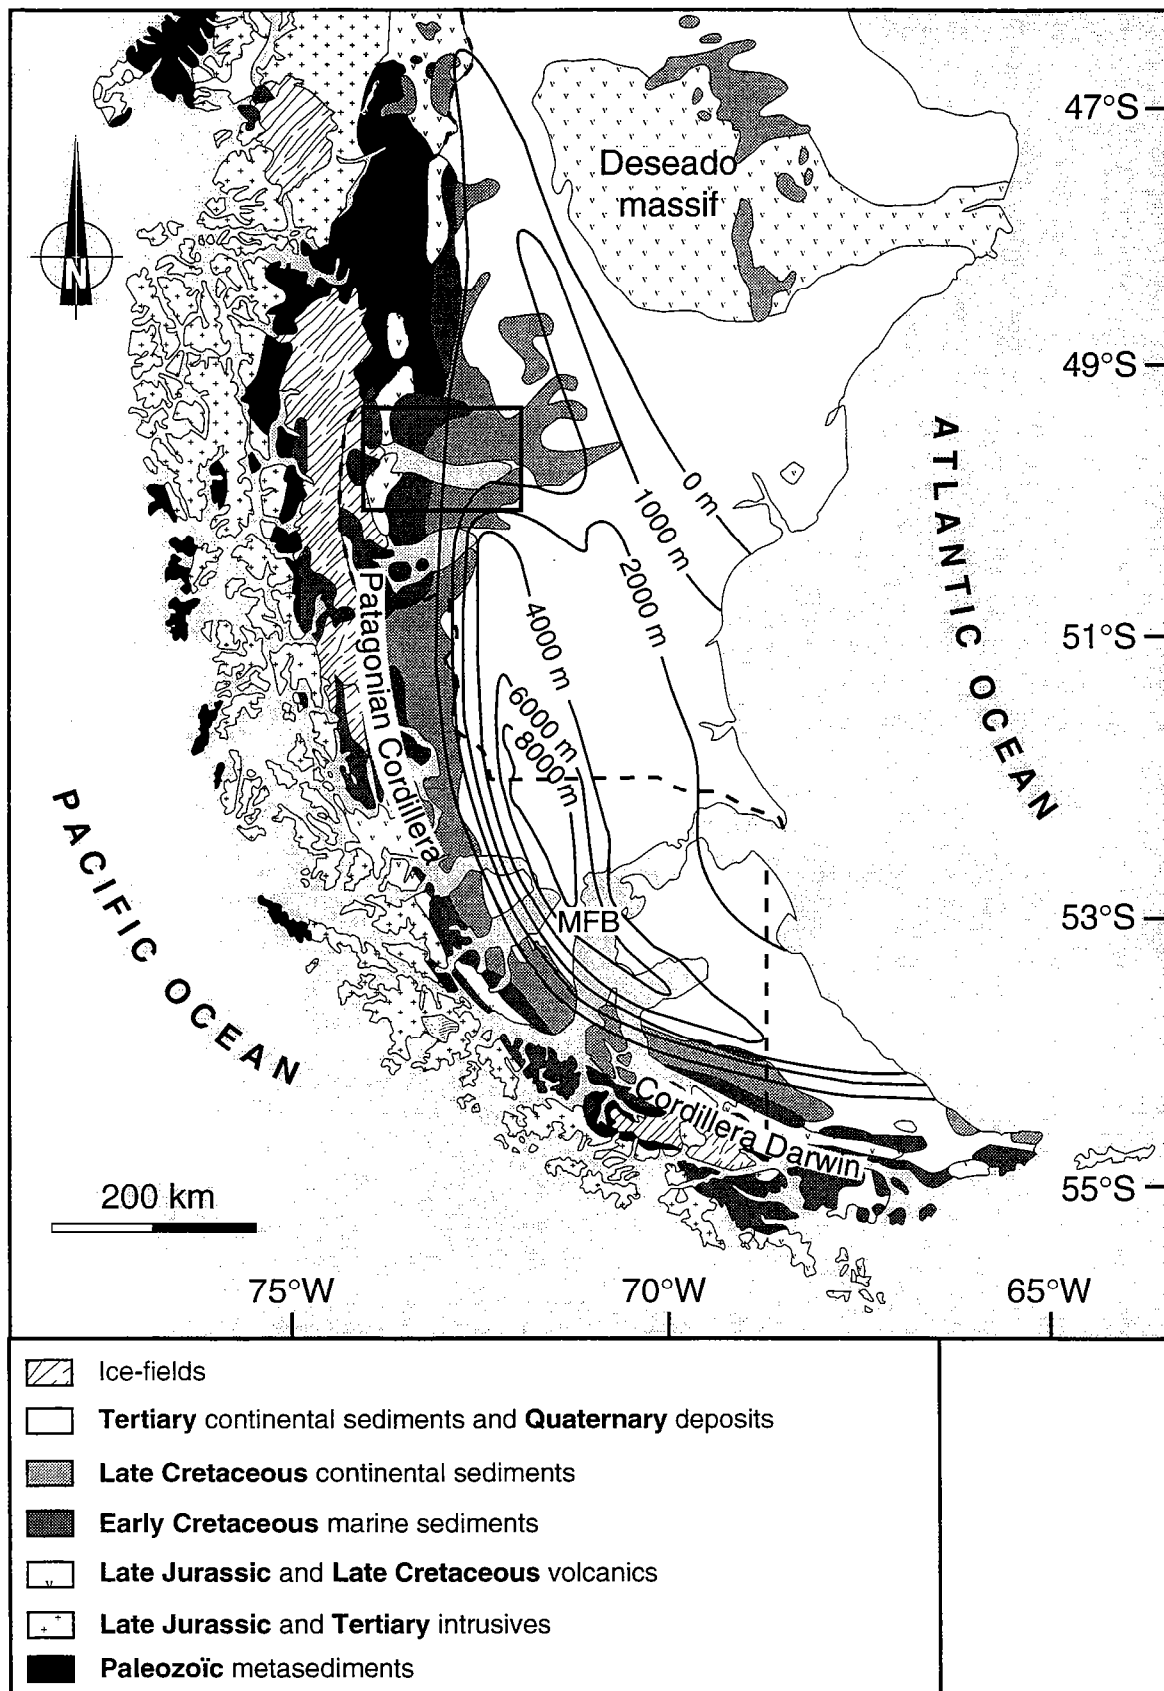 47°S
Deseado
massif
N
49°S
ATLANTIC OCEAN
0 m
1000 m
2000 m
4000 m
6000 m
8000 m
51°S
Patagonian Cordillera
PACIFIC OCEAN
MFB
53°S
Cordillera Darwin
55°S
200 km
75°W
70°W
65°W
Ice-fields
Tertiary continental sediments and Quaternary deposits
Late Cretaceous continental sediments
Early Cretaceous marine sediments
v
Late Jurassic and Late Cretaceous volcanics
Late Jurassic and Tertiary intrusives
Paleozoïc metasediments